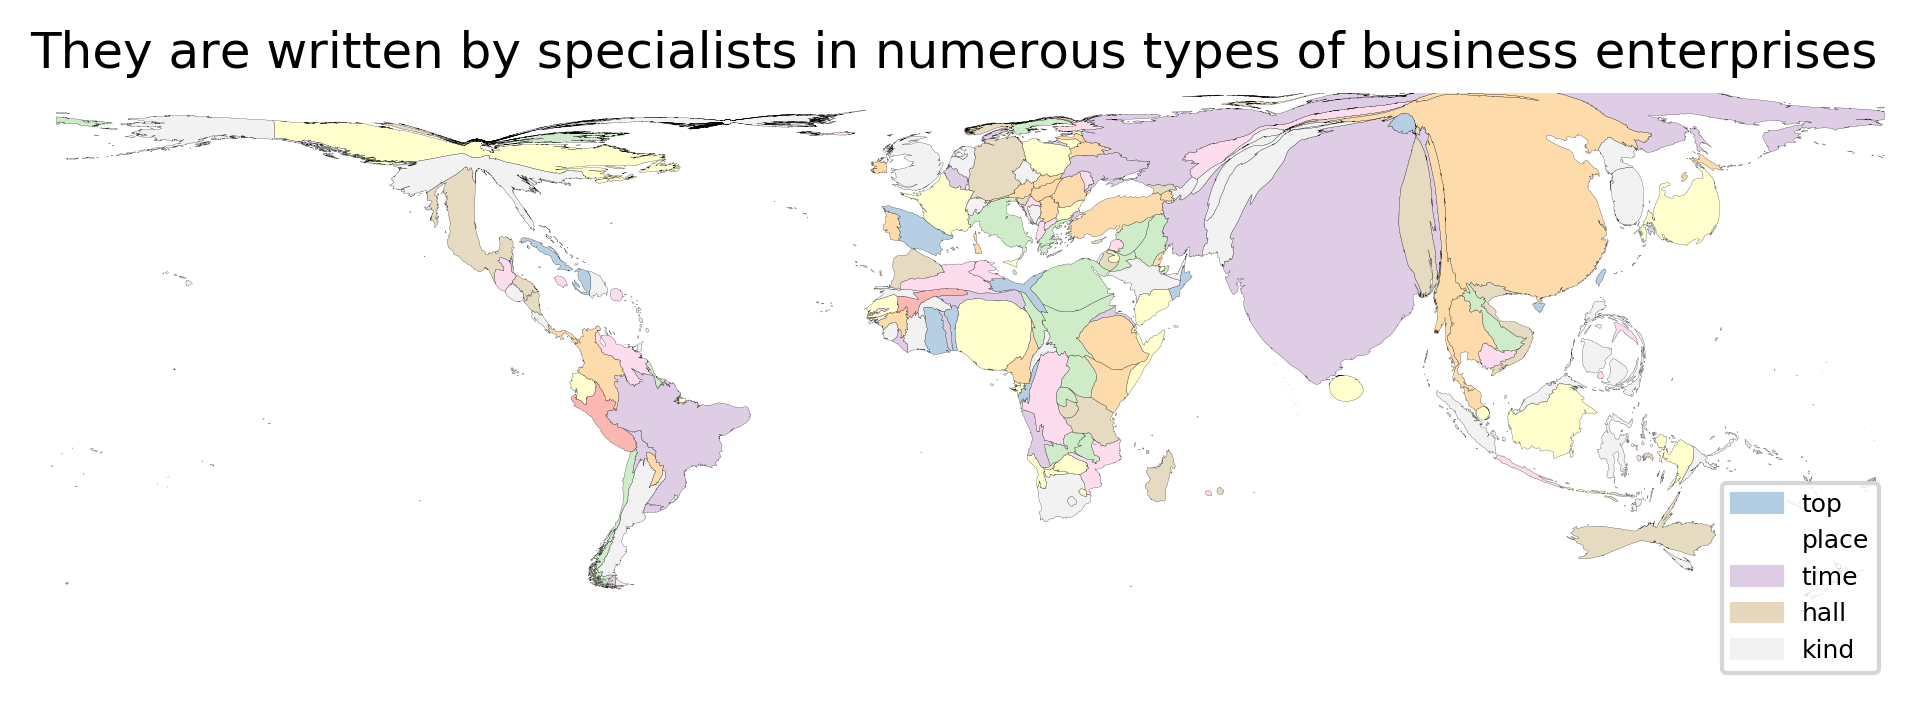 They are written by specialists in numerous types of business enterprises
top
place
time
hall
kind